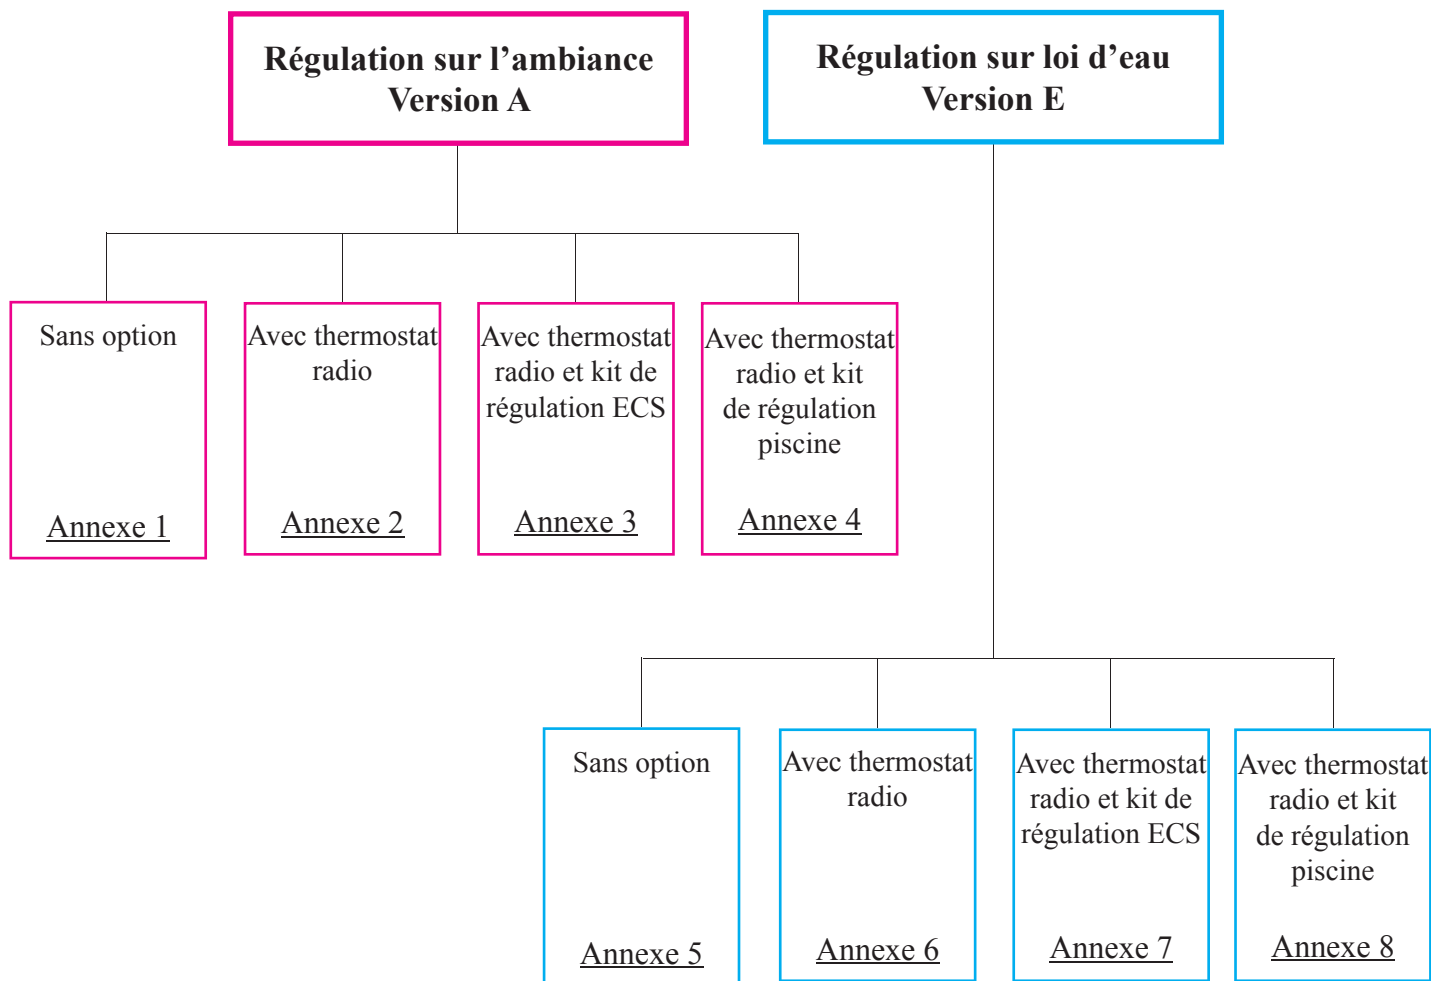 Régulation sur l’ambiance
Version A
Régulation sur loi d’eau
Version E
Sans option
Annexe 1
Avec thermostat
radio
Annexe 2
Avec thermostat
radio et kit de
régulation ECS
Annexe 3
Avec thermostat
radio et kit
de régulation
piscine
Annexe 4
Sans option
Annexe 5
Avec thermostat
radio
Annexe 6
Avec thermostat
radio et kit de
régulation ECS
Annexe 7
Avec thermostat
radio et kit
de régulation
piscine
Annexe 8